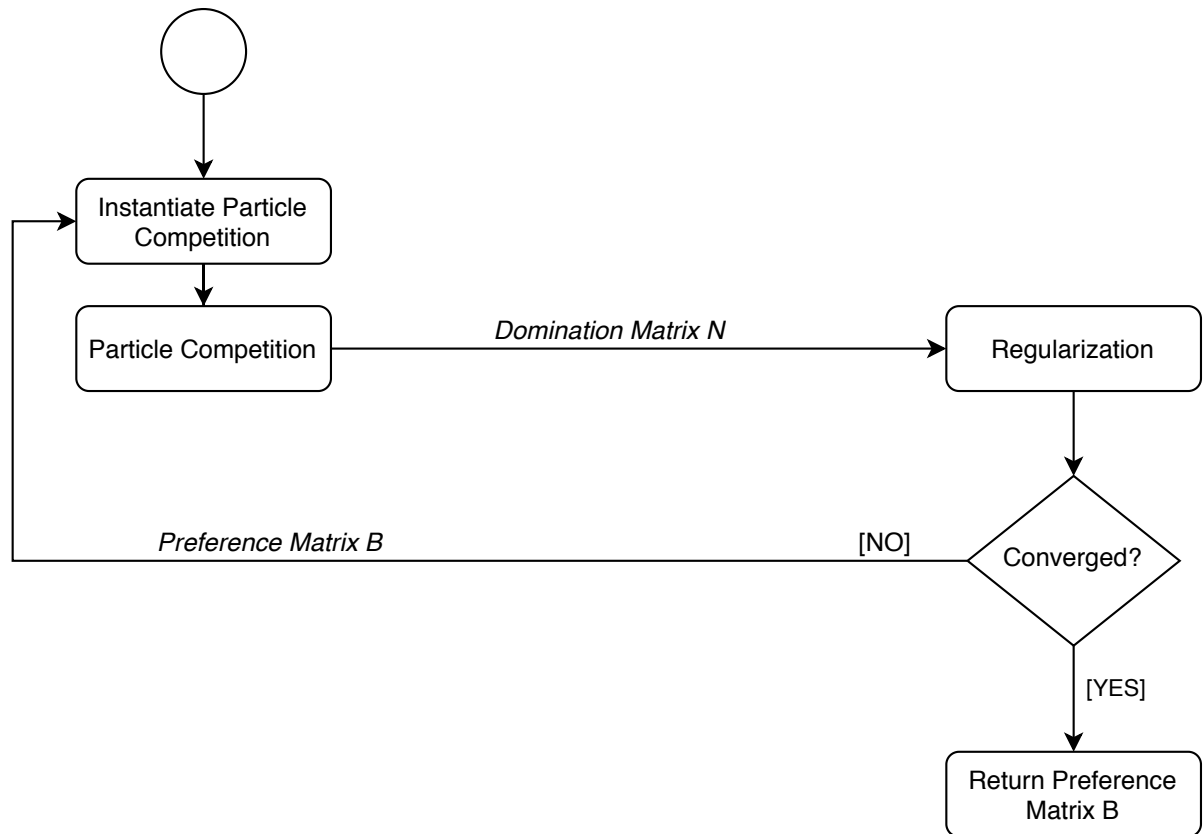 Instantiate Particle
Competition
Particle Competition
Domination Matrix N
Regularization
Preference Matrix B
[NO]
Converged?
[YES]
Return Preference
Matrix B